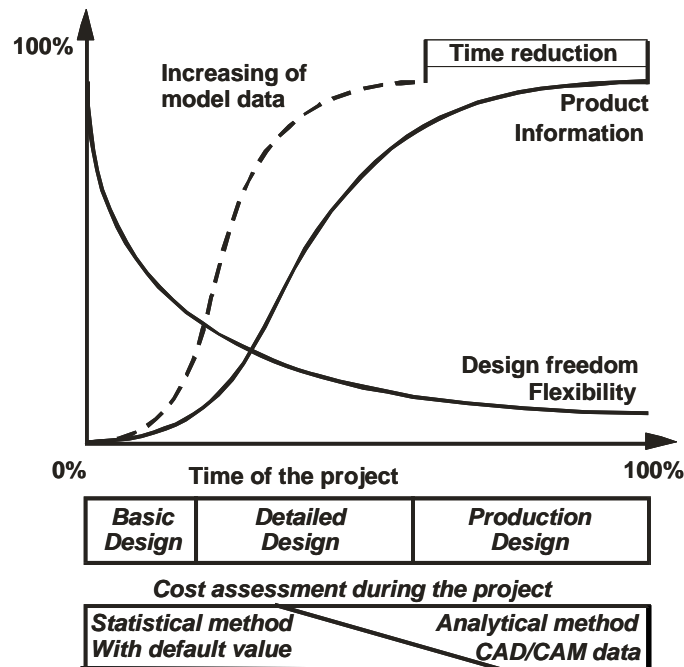 100%
Time reduction
Increasing of
model data
Product
Information
Design freedom
Flexibility
0%
Time of the project
100%
Basic
Design
Detailed
Design
Production
Design
Cost assessment during the project
Statistical method
With default value
Analytical method
CAD/CAM data